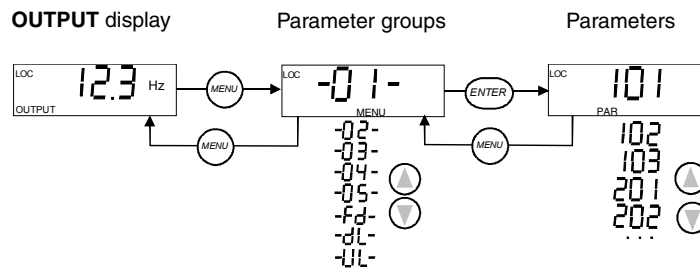 OUTPUT display Parameter groups Parameters
LOC 12.3 Hz MENU LOC -01- ENTER LOC 101
OUTPUT MENU PAR
MENU MENU
-02- 102
-03- 103
-04- 201
-05- 202
-Fd- ...
-dL-
-UL-